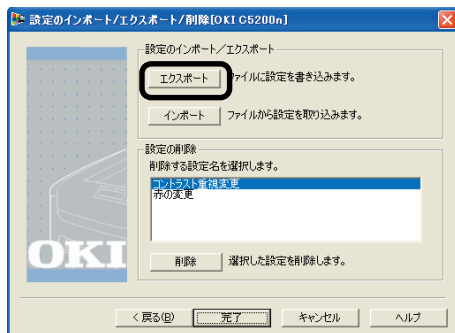 設定のインポート/エクスポート/削除[OKI C5200n]
設定のインポート／エクスポート
エクスポート ファイルに設定を書き込みます。
インポート ファイルから設定を取り込みます。
設定の削除
削除する設定名を選択します。
コントラスト重視変更
赤の変更
OKI
削除 選択した設定を削除します。
< 戻る(B) 完了 キャンセル ヘルプ